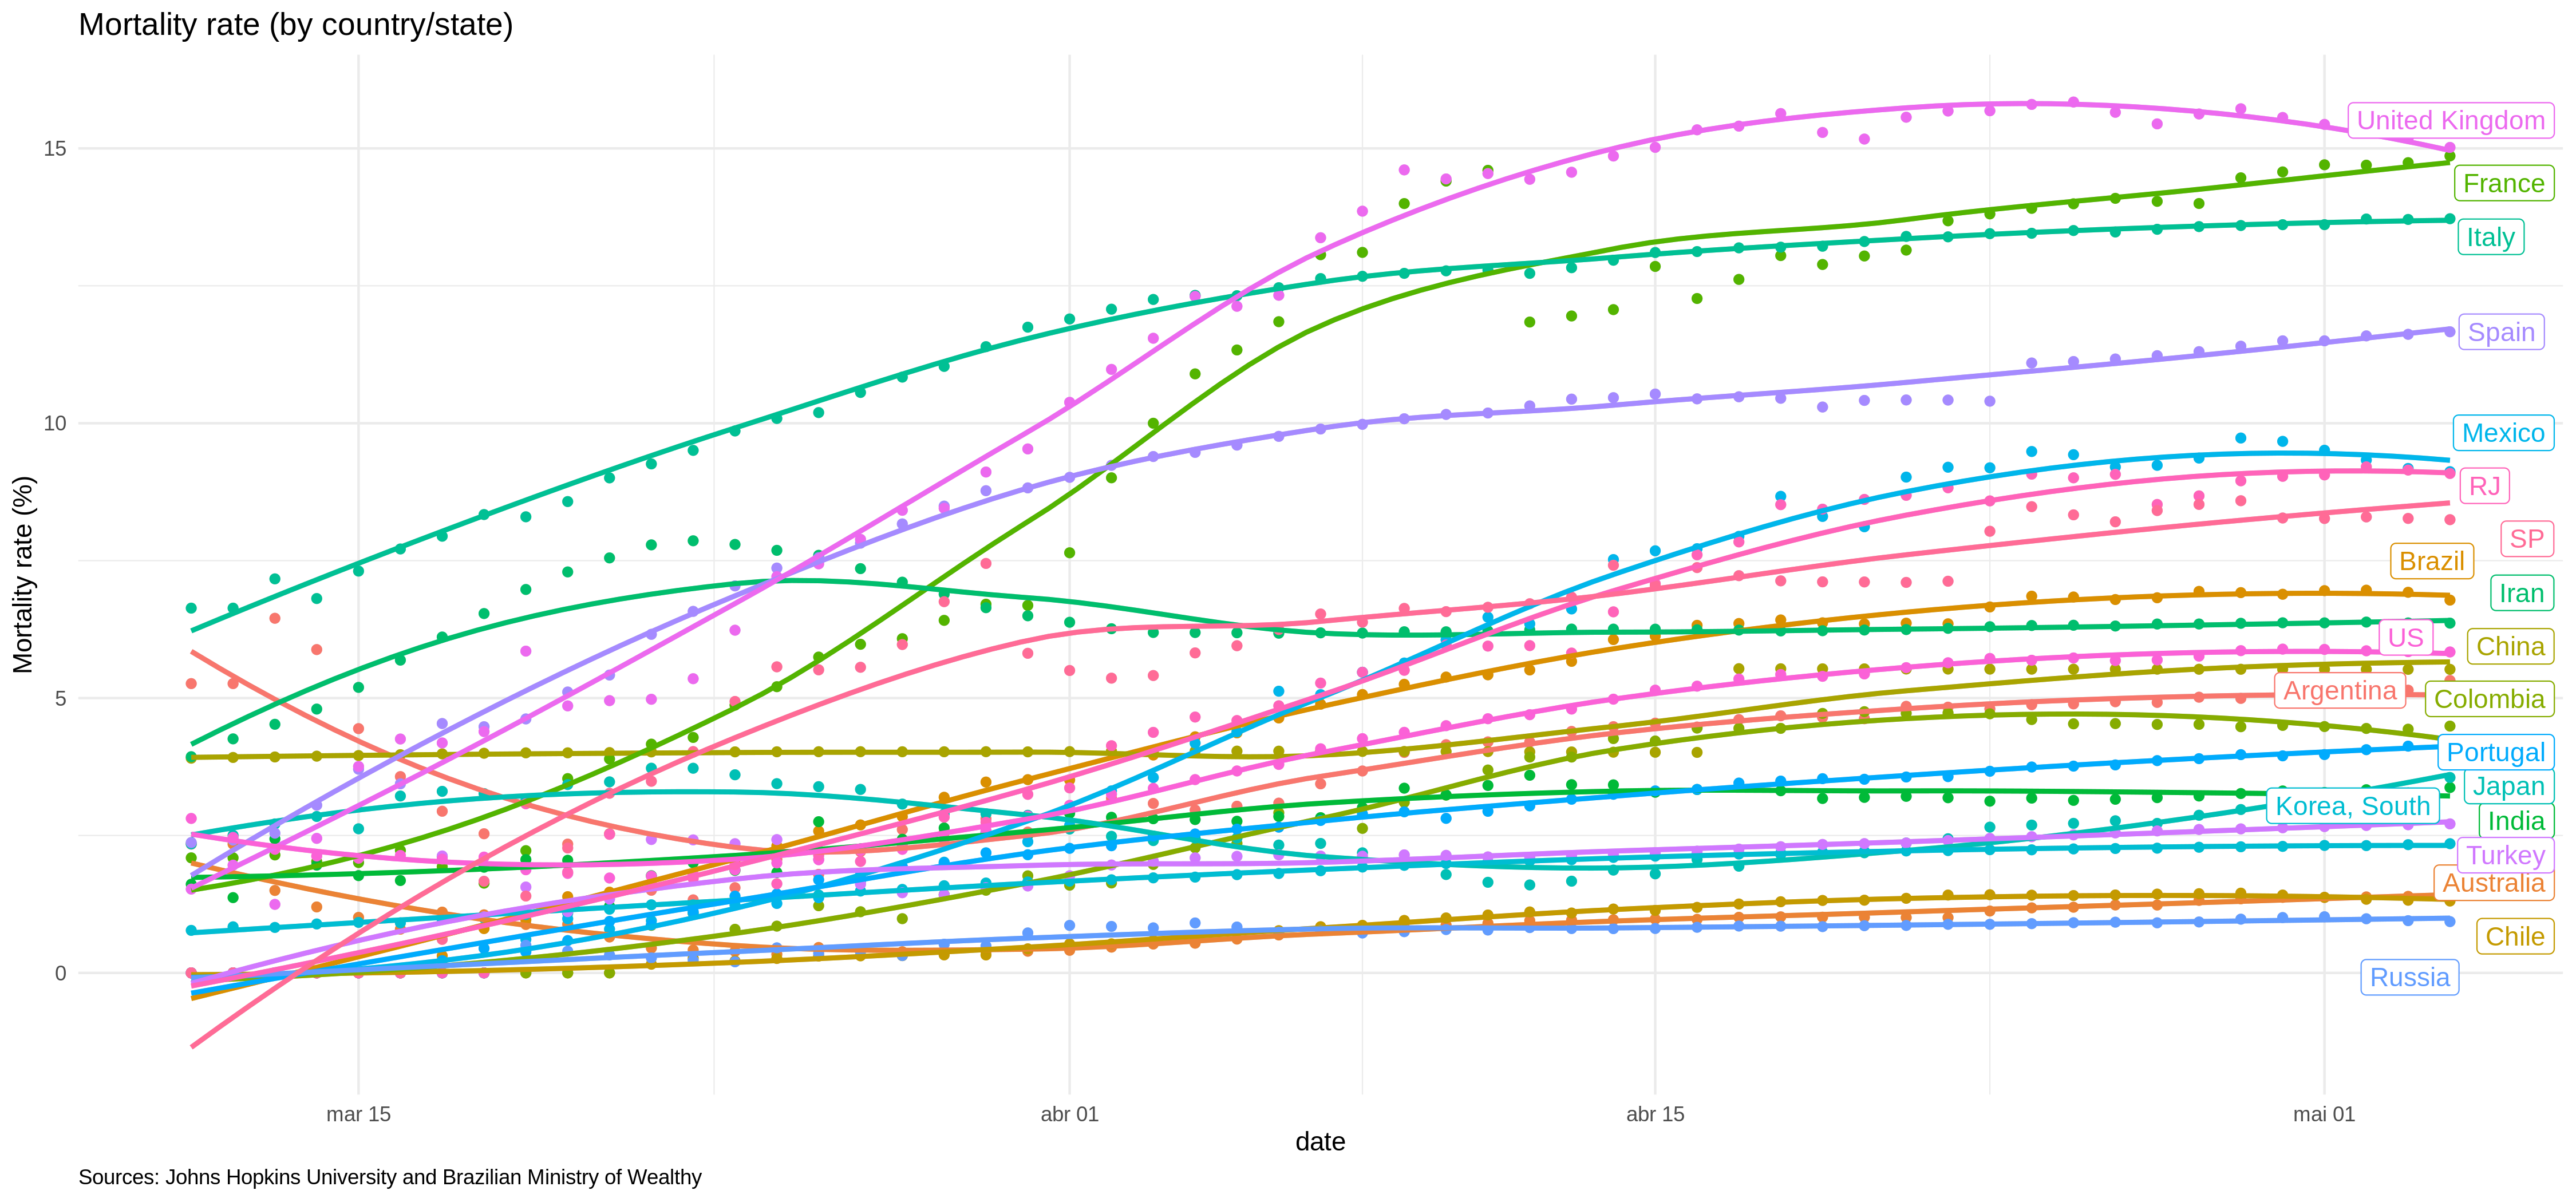 Mortality rate (by country/state)
Mortality rate (%)
15
10
5
0
United Kingdom
France
Italy
Spain
Mexico
RJ
SP
Brazil
Iran
US
China
Argentina
Colombia
Portugal
Japan
Korea, South
India
Turkey
Australia
Chile
Russia
mar 15
abr 01
abr 15
mai 01
date
Sources: Johns Hopkins University and Brazilian Ministry of Wealthy